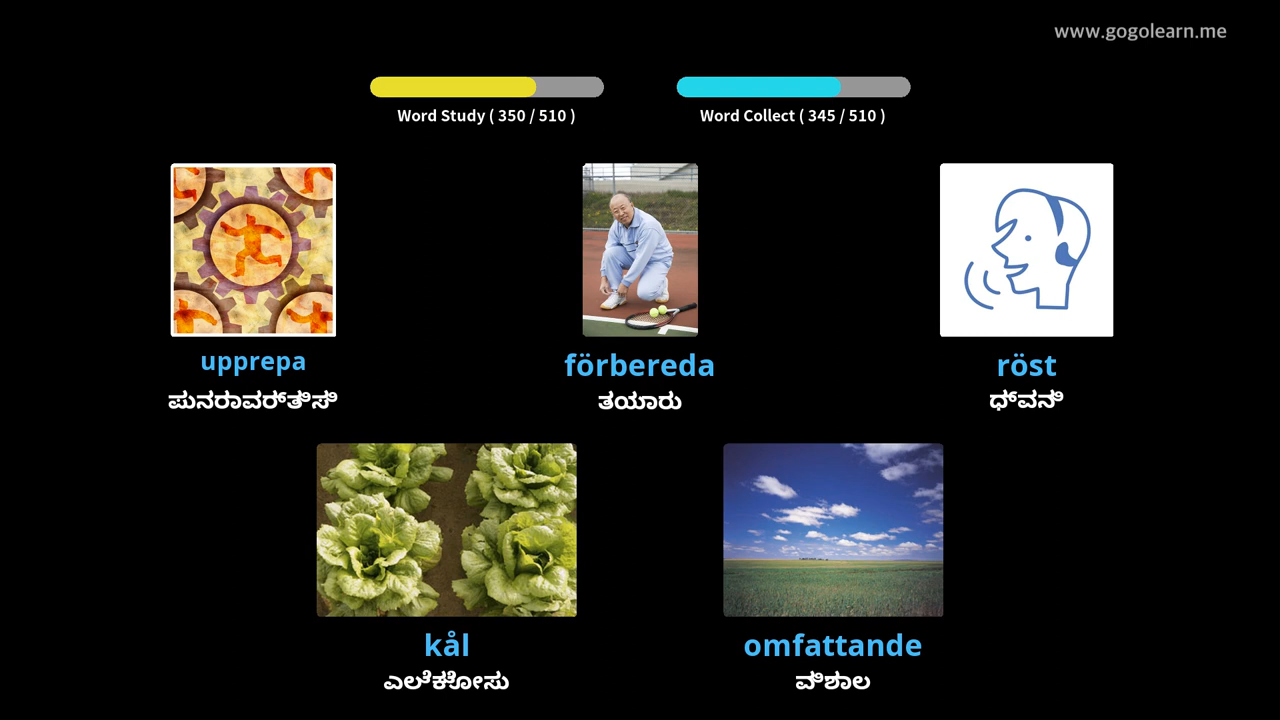 www.gogolearn.me
Word Study ( 350 / 510 )
Word Collect ( 345 / 510 )
upprepa
förbereda
röst
ಪುನರಾವರ್ತಿಸಿ
ತಯಾರು
ಧ್ವನಿ
kål
omfattande
ಎಲೆಕೋಸು
ವಿಶಾಲ